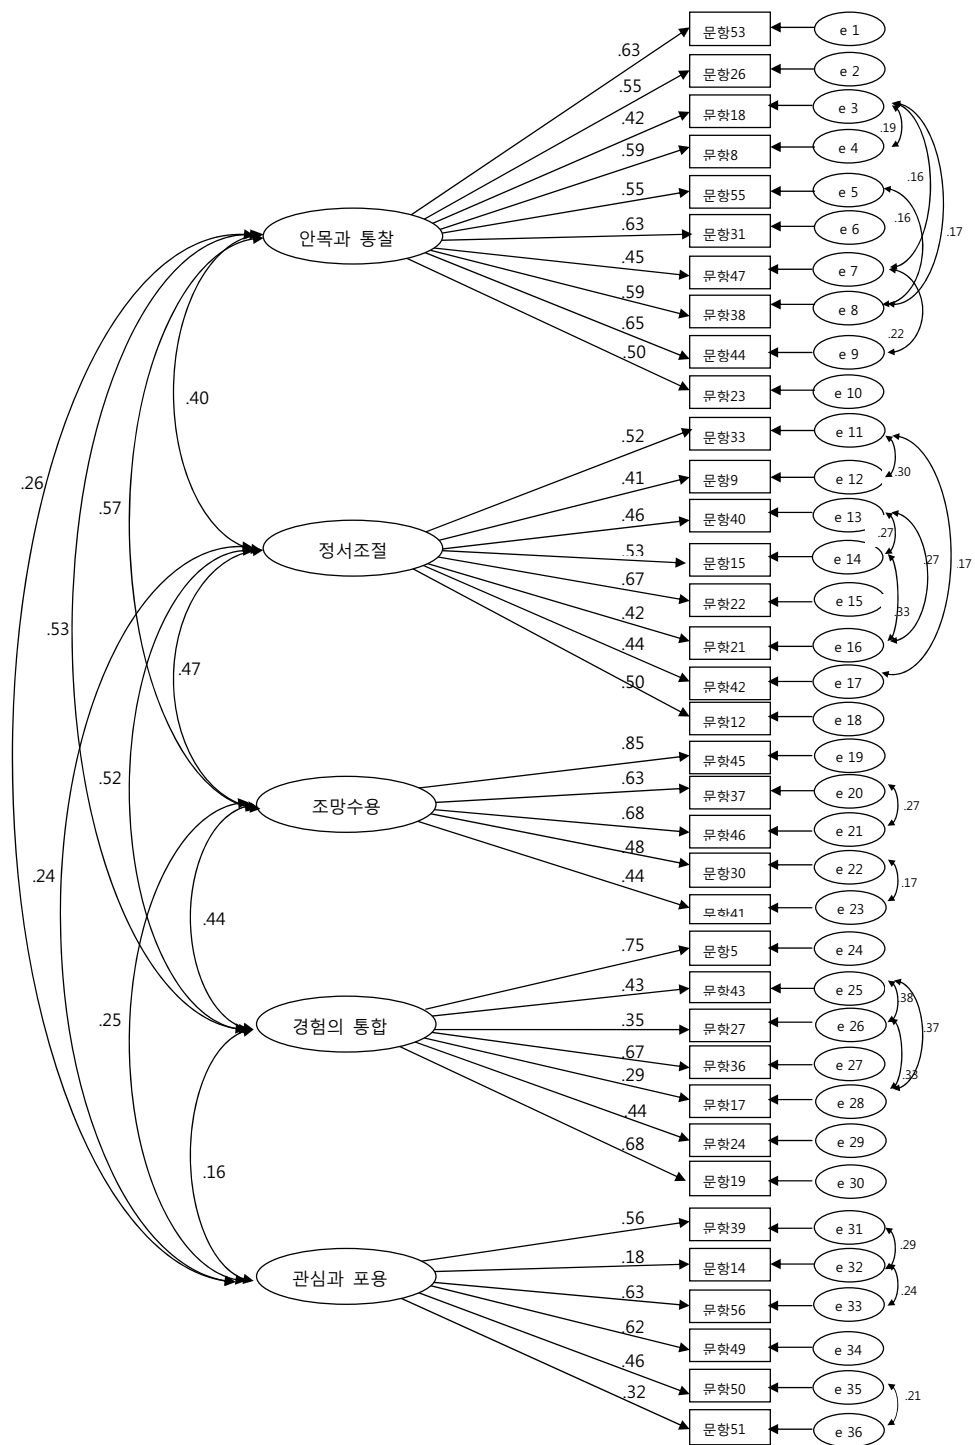 문항53 e 1
.63
문항26 e 2
.55
문항18 e 3
.42 .19
문항8 e 4
.59
.16
문항55 e 5
.55
.16
안목과 통찰 .63 문항31 e 6 .17
.45 문항47 e 7
.59 문항38 e 8
.65 .22
.50 문항44 e 9
문항23 e 10
.40
.52 문항33 e 11
.41 문항9 e 12 .30
.26
.57
.46 문항40 e 13
.27
정서조절 .53 문항15 e 14 .27 .17
.67 문항22 e 15
.42 .33
.53
.44 문항21 e 16
.47
.50 문항42 e 17
문항12 e 18
.85 문항45 e 19
.52 .63 문항37 e 20
.27
조망수용 .68 문항46 e 21
.48 문항30 e 22
.24 .44 .17
문항41 e 23
.44
.75 문항5 e 24
.43 문항43 e 25
.38
.25 경험의 통합 .35 문항27 e 26 .37
.67 문항36 e 27
.29 .33
문항17 e 28
.44
문항24 e 29
.68
.16
문항19 e 30
.56 문항39 e 31
.29
.18 문항14 e 32
관심과 포용 .63 .24
문항56 e 33
.62
문항49 e 34
.46
문항50 e 35
.32 .21
문항51 e 36